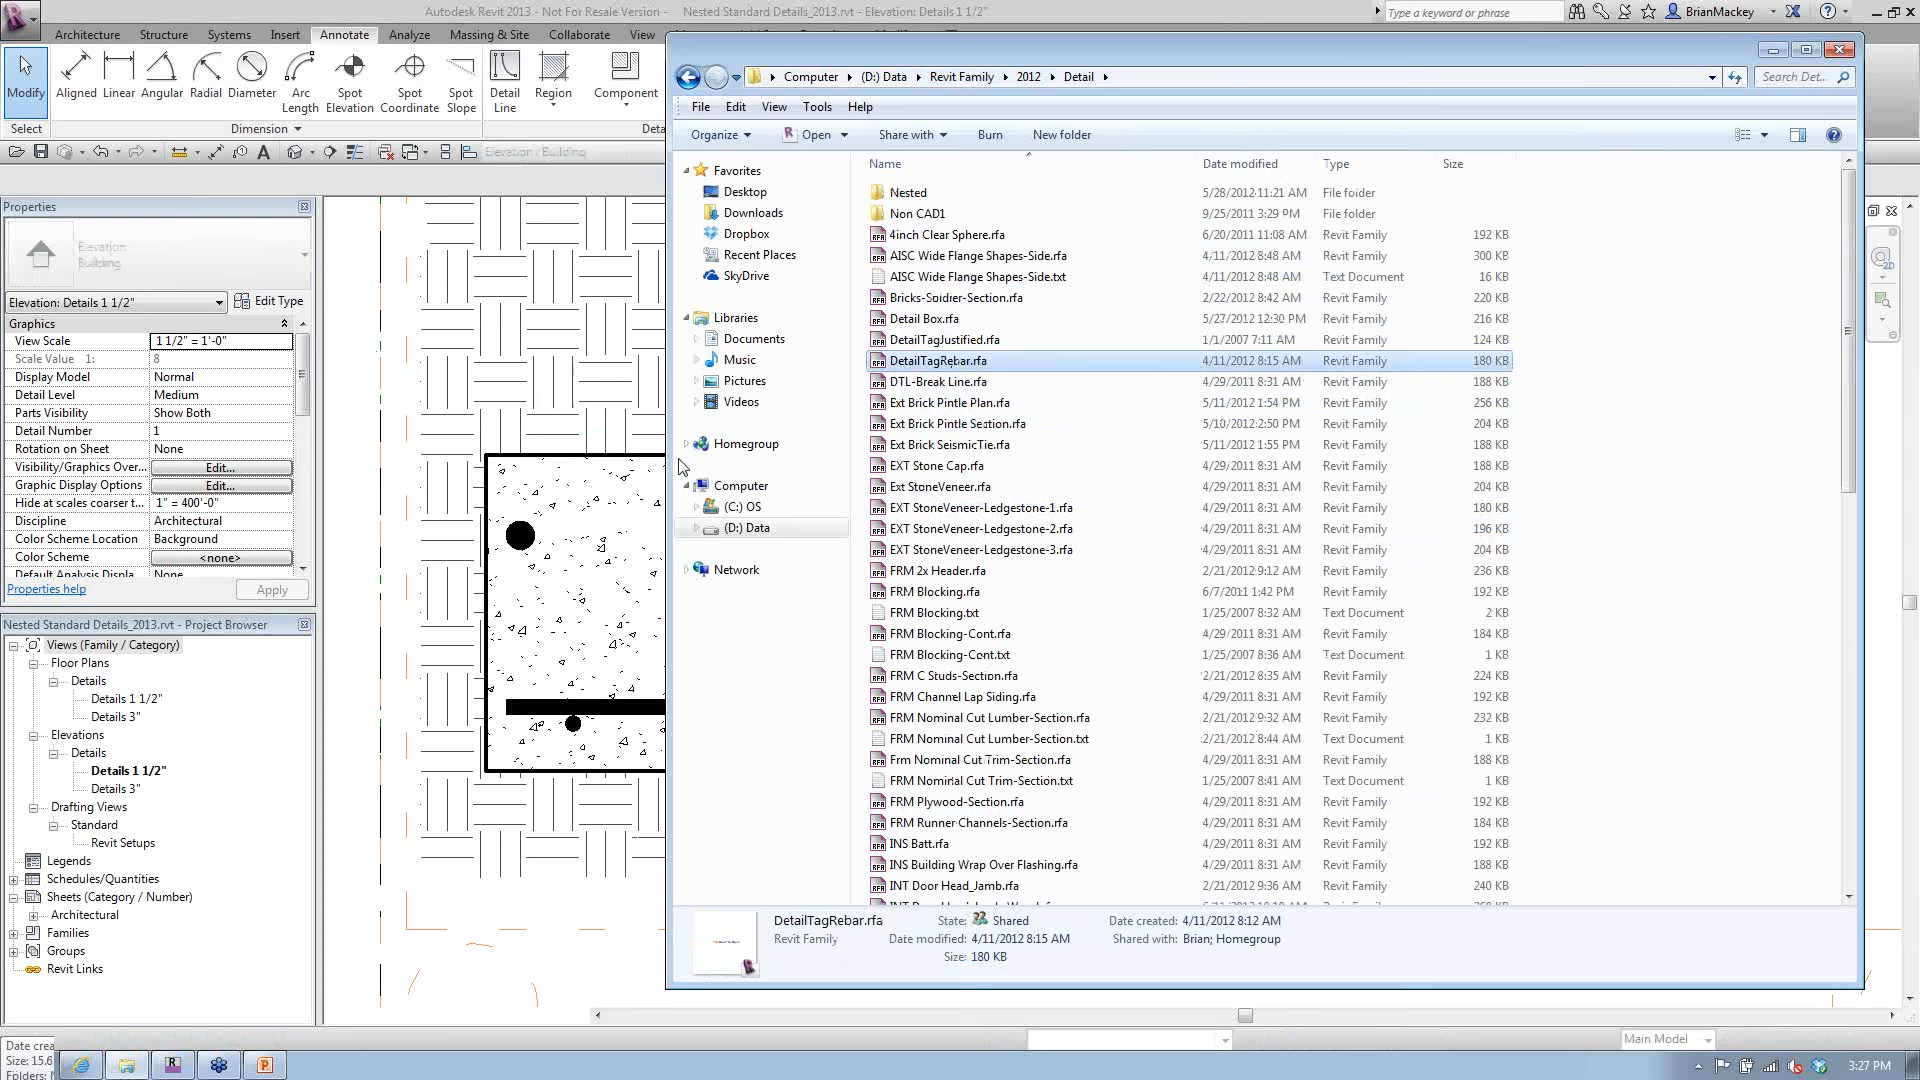 Autodesk Revit 2013 - Not For Resale Version - Nested Standard Details_2013.rvt - Elevation: Details 1 1/2"
Type a keyword or phrase
BrianMackey
Architecture Structure Systems Insert Annotate Analyze Massing & Site Collaborate View
Modify Aligned Linear Angular Radial Diameter Arc Length Spot Elevation Spot Coordinate Spot Slope Detail Line Region Component
Select Dimension Deta
Elevation : Building
Properties
Elevation
Building
Elevation: Details 1 1/2" Edit Type
Graphics
View Scale 1 1/2" = 1'-0"
Scale Value 1: 8
Display Model Normal
Detail Level Medium
Parts Visibility Show Both
Detail Number 1
Rotation on Sheet None
Visibility/Graphics Over... Edit...
Graphic Display Options Edit...
Hide at scales coarser t... 1" = 400'-0"
Discipline Architectural
Color Scheme Location Background
Color Scheme <none>
Default Analysis Displa... None
Properties help Apply
Nested Standard Details_2013.rvt - Project Browser
Views (Family / Category)
Floor Plans
Details
Details 1 1/2"
Details 3"
Elevations
Details
Details 1 1/2"
Details 3"
Drafting Views
Standard
Revit Setups
Legends
Schedules/Quantities
Sheets (Category / Number)
Architectural
Families
Groups
Revit Links
Computer (D:) Data Revit Family 2012 Detail
Search Det...
File Edit View Tools Help
Organize Open Share with Burn New folder
Favorites
Desktop
Downloads
Dropbox
Recent Places
SkyDrive
Libraries
Documents
Music
Pictures
Videos
Homegroup
Computer
(C:) OS
(D:) Data
Network
Name Date modified Type Size
Nested 5/28/2012 11:21 AM File folder
Non CAD1 9/25/2011 3:29 PM File folder
4inch Clear Sphere.rfa 6/20/2011 11:08 AM Revit Family 192 KB
AISC Wide Flange Shapes-Side.rfa 4/11/2012 8:48 AM Revit Family 300 KB
AISC Wide Flange Shapes-Side.txt 4/11/2012 8:48 AM Text Document 16 KB
Bricks-Soldier-Section.rfa 2/22/2012 8:42 AM Revit Family 220 KB
Detail Box.rfa 5/27/2012 12:30 PM Revit Family 216 KB
DetailTagJustified.rfa 1/1/2007 7:11 AM Revit Family 124 KB
DetailTagRebar.rfa 4/11/2012 8:15 AM Revit Family 180 KB
DTL-Break Line.rfa 4/29/2011 8:31 AM Revit Family 188 KB
Ext Brick Pintle Plan.rfa 5/11/2012 1:54 PM Revit Family 256 KB
Ext Brick Pintle Section.rfa 5/10/2012 2:50 PM Revit Family 204 KB
Ext Brick SeismicTie.rfa 5/11/2012 1:55 PM Revit Family 188 KB
EXT Stone Cap.rfa 4/29/2011 8:31 AM Revit Family 188 KB
Ext StoneVeneer.rfa 4/29/2011 8:31 AM Revit Family 204 KB
EXT StoneVeneer-Ledgestone-1.rfa 4/29/2011 8:31 AM Revit Family 180 KB
EXT StoneVeneer-Ledgestone-2.rfa 4/29/2011 8:31 AM Revit Family 196 KB
EXT StoneVeneer-Ledgestone-3.rfa 4/29/2011 8:31 AM Revit Family 204 KB
FRM 2x Header.rfa 2/21/2012 9:12 AM Revit Family 236 KB
FRM Blocking.rfa 6/7/2011 1:42 PM Revit Family 192 KB
FRM Blocking.txt 1/25/2007 8:32 AM Text Document 2 KB
FRM Blocking-Cont.rfa 4/29/2011 8:31 AM Revit Family 184 KB
FRM Blocking-Cont.txt 1/25/2007 8:36 AM Text Document 1 KB
FRM C Studs-Section.rfa 2/21/2012 8:35 AM Revit Family 224 KB
FRM Channel Lap Siding.rfa 4/29/2011 8:31 AM Revit Family 192 KB
FRM Nominal Cut Lumber-Section.rfa 2/21/2012 9:32 AM Revit Family 232 KB
FRM Nominal Cut Lumber-Section.txt 2/21/2012 8:44 AM Text Document 1 KB
Frm Nominal Cut Trim-Section.rfa 4/29/2011 8:31 AM Revit Family 188 KB
FRM Nominal Cut Trim-Section.txt 1/25/2007 8:41 AM Text Document 1 KB
FRM Plywood-Section.rfa 4/29/2011 8:31 AM Revit Family 192 KB
FRM Runner Channels-Section.rfa 4/29/2011 8:31 AM Revit Family 184 KB
INS Batt.rfa 4/29/2011 8:31 AM Revit Family 192 KB
INS Building Wrap Over Flashing.rfa 4/29/2011 8:31 AM Revit Family 188 KB
INT Door Head_Jamb.rfa 2/21/2012 9:36 AM Revit Family 240 KB
DetailTagRebar.rfa State: Shared Date created: 4/11/2012 8:12 AM
Revit Family Date modified: 4/11/2012 8:15 AM Shared with: Brian; Homegroup
Size: 180 KB
Main Model
Date crea
Size: 15.6
Folders: N
3:27 PM